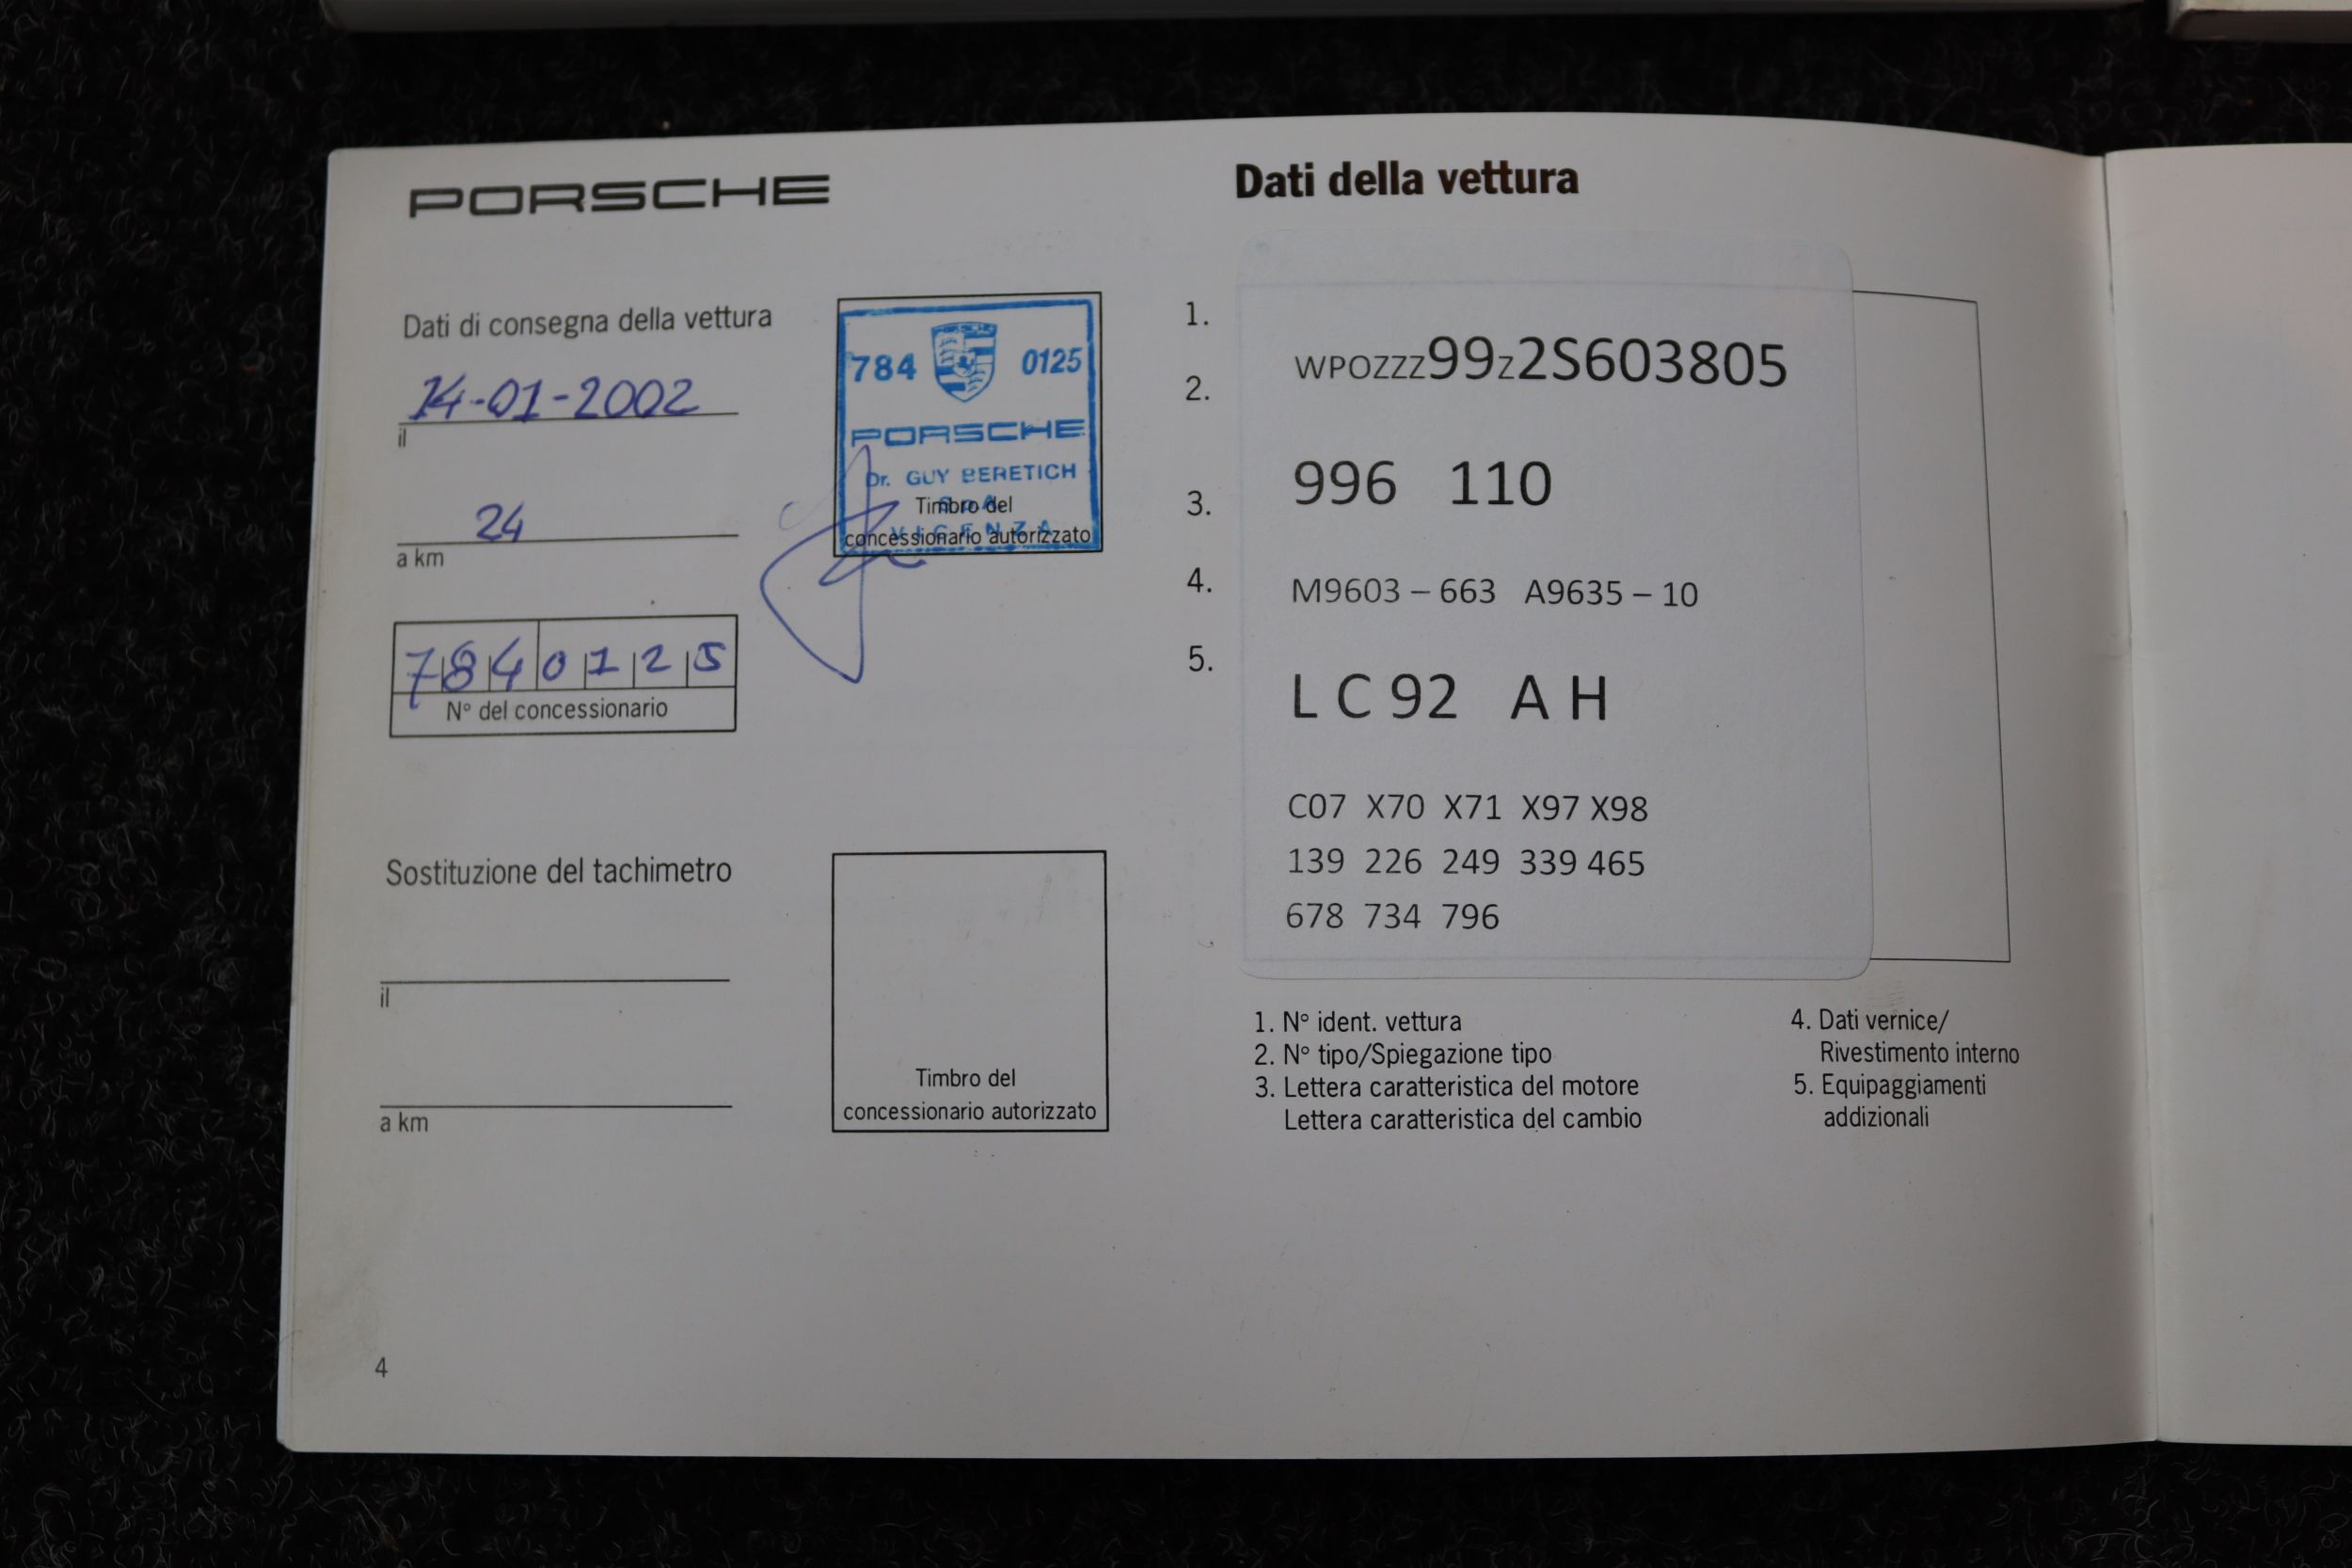 PORSCHE
Dati di consegna della vettura
14-01-2002
il
24
a km
7840125
N° del concessionario
784 0125
PORSCHE
Dr. GUY BERETICH
S.p.A.
VICENZA
Timbro del
concessionario autorizzato
Sostituzione del tachimetro
il
a km
Timbro del
concessionario autorizzato
4
Dati della vettura
1.
WPOZZZ99Z2S603805
2.
996 110
3.
M9603 – 663 A9635 – 10
4.
L C 92 A H
5.
C07 X70 X71 X97 X98
139 226 249 339 465
678 734 796
1. N° ident. vettura
2. N° tipo/Spiegazione tipo
3. Lettera caratteristica del motore
Lettera caratteristica del cambio
4. Dati vernice/
Rivestimento interno
5. Equipaggiamenti
addizionali